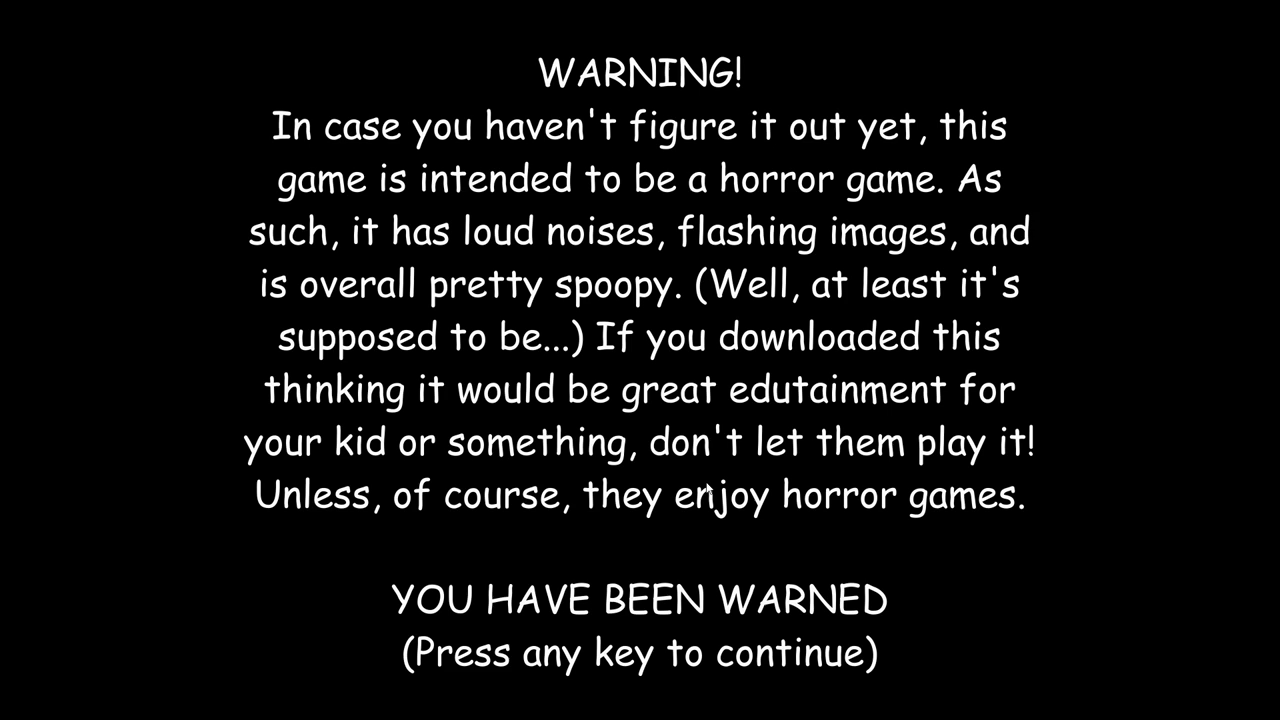 WARNING!
In case you haven't figure it out yet, this
game is intended to be a horror game. As
such, it has loud noises, flashing images, and
is overall pretty spoopy. (Well, at least it's
supposed to be...) If you downloaded this
thinking it would be great edutainment for
your kid or something, don't let them play it!
Unless, of course, they enjoy horror games.
YOU HAVE BEEN WARNED
(Press any key to continue)